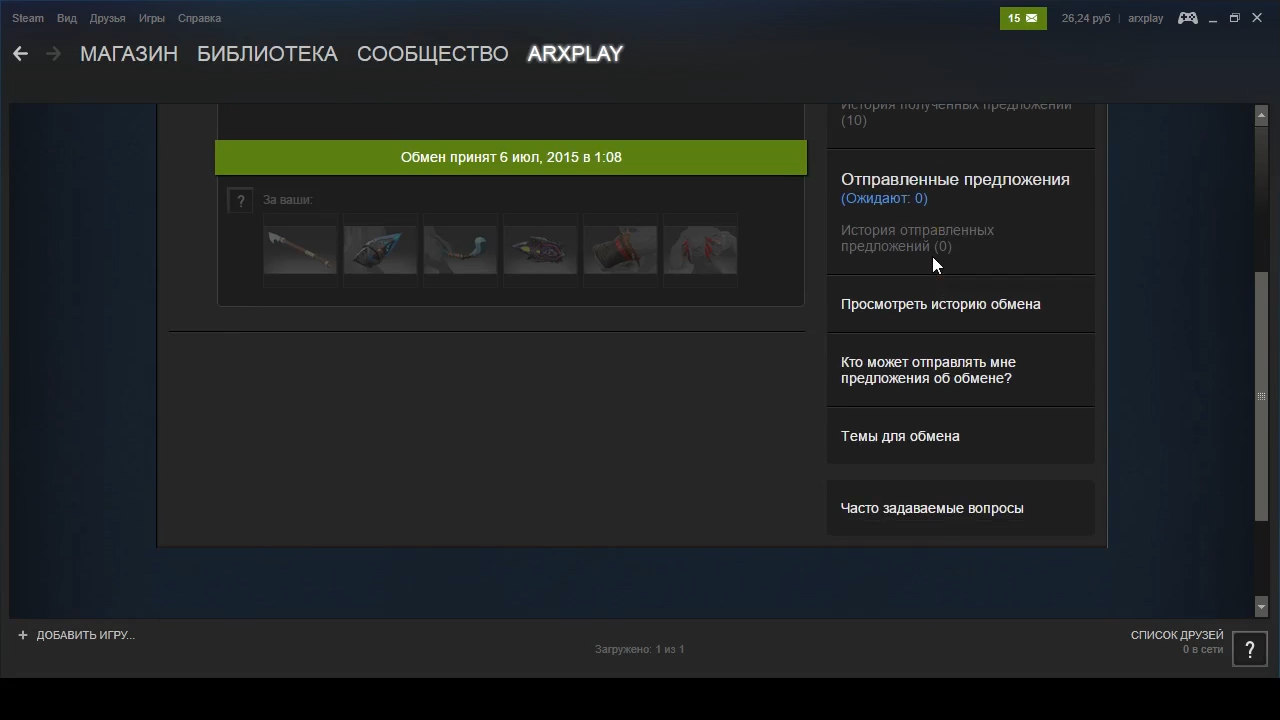 Steam Вид Друзья Игры Справка
15 26,24 руб arxplay
МАГАЗИН БИБЛИОТЕКА СООБЩЕСТВО ARXPLAY
История полученных предложений
(10)
Обмен принят 6 июл, 2015 в 1:08
? За ваши:
Отправленные предложения
(Ожидают: 0)
История отправленных
предложений (0)
Просмотреть историю обмена
Кто может отправлять мне
предложения об обмене?
Темы для обмена
Часто задаваемые вопросы
+ ДОБАВИТЬ ИГРУ...
Загружено: 1 из 1
СПИСОК ДРУЗЕЙ
0 в сети
?